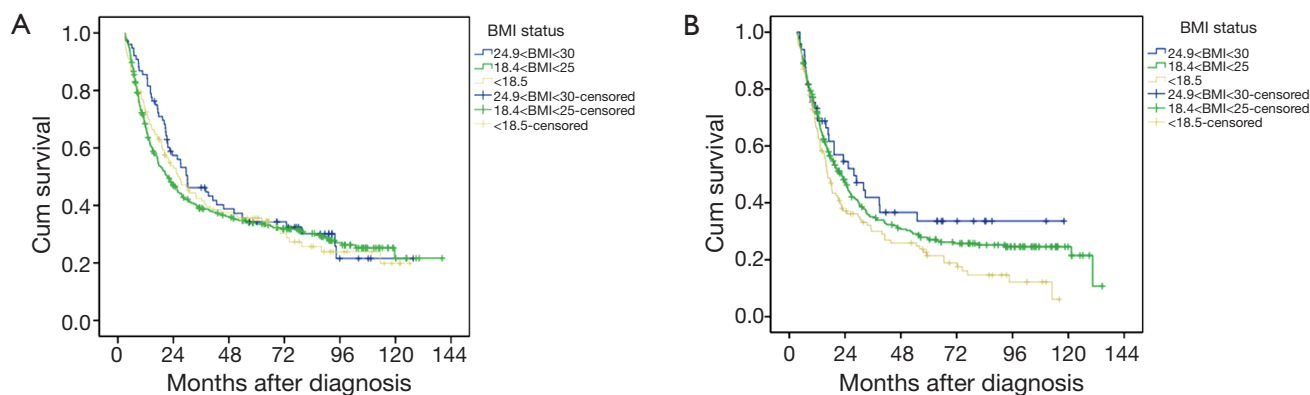 A
BMI status
24.9<BMI<30
18.4<BMI<25
<18.5
24.9<BMI<30-censored
18.4<BMI<25-censored
<18.5-censored
Cum survival
1.0
0.8
0.6
0.4
0.2
0.0
0 24 48 72 96 120 144
Months after diagnosis
B
BMI status
24.9<BMI<30
18.4<BMI<25
<18.5
24.9<BMI<30-censored
18.4<BMI<25-censored
<18.5-censored
Cum survival
1.0
0.8
0.6
0.4
0.2
0.0
0 24 48 72 96 120 144
Months after diagnosis